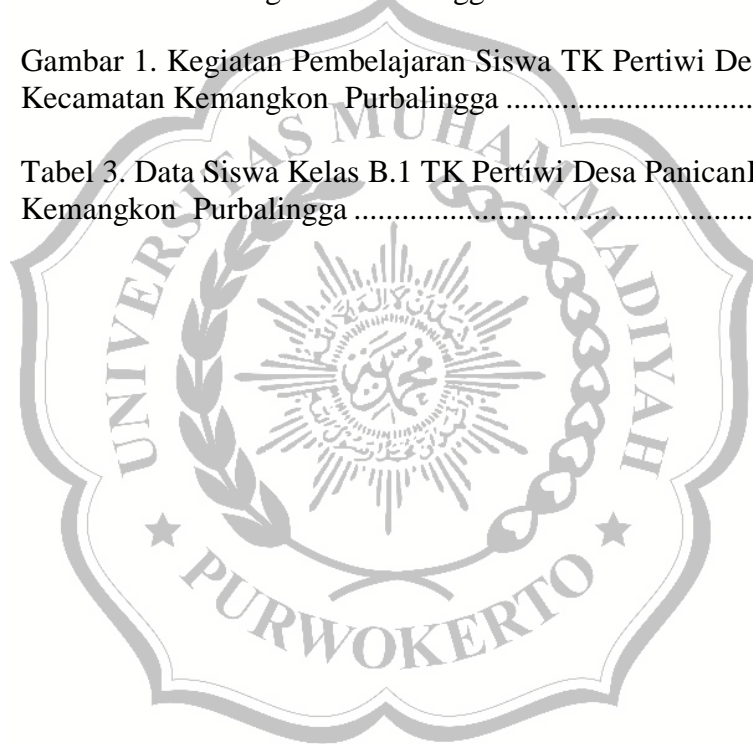 Gambar 1. Kegiatan Pembelajaran Siswa TK Pertiwi De
Kecamatan Kemangkon Purbalingga ............................
Tabel 3. Data Siswa Kelas B.1 TK Pertiwi Desa Panican
Kemangkon Purbalingga .............................................
UNIVERSITAS MUHAMMADIYAH
PURWOKERTO